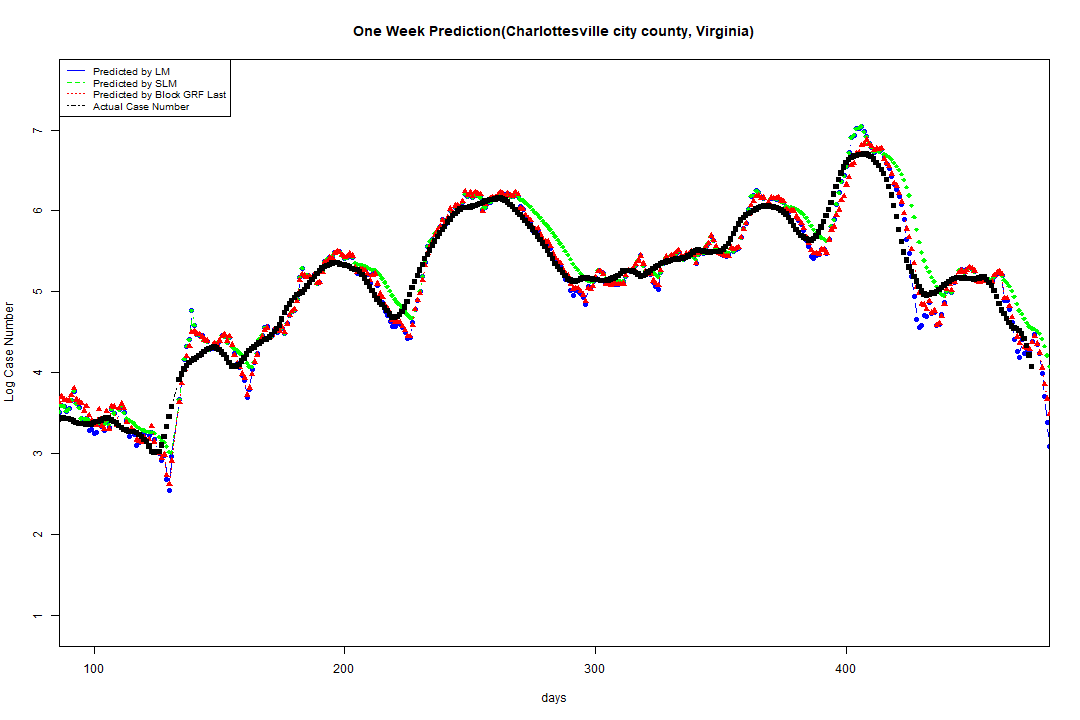 One Week Prediction(Charlottesville city county, Virginia)
Predicted by LM
Predicted by SLM
Predicted by Block GRF Last
Actual Case Number
7
6
5
4
3
2
1
Log Case Number
100 200 300 400
days